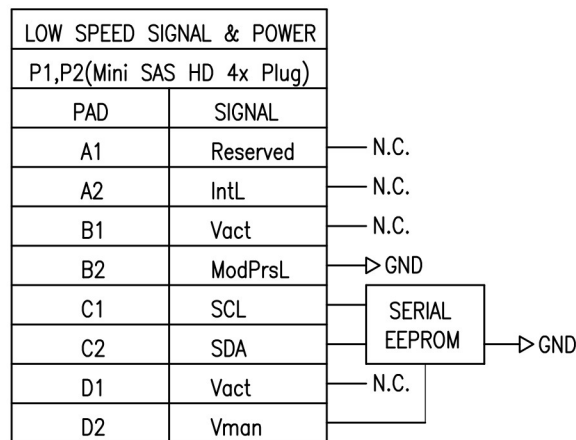 LOW SPEED SIGNAL & POWER
P1,P2(Mini SAS HD 4x Plug)
PAD SIGNAL
A1 Reserved N.C.
A2 IntL N.C.
B1 Vact N.C.
B2 ModPrsL GND
C1 SCL SERIAL
C2 SDA EEPROM GND
D1 Vact N.C.
D2 Vman